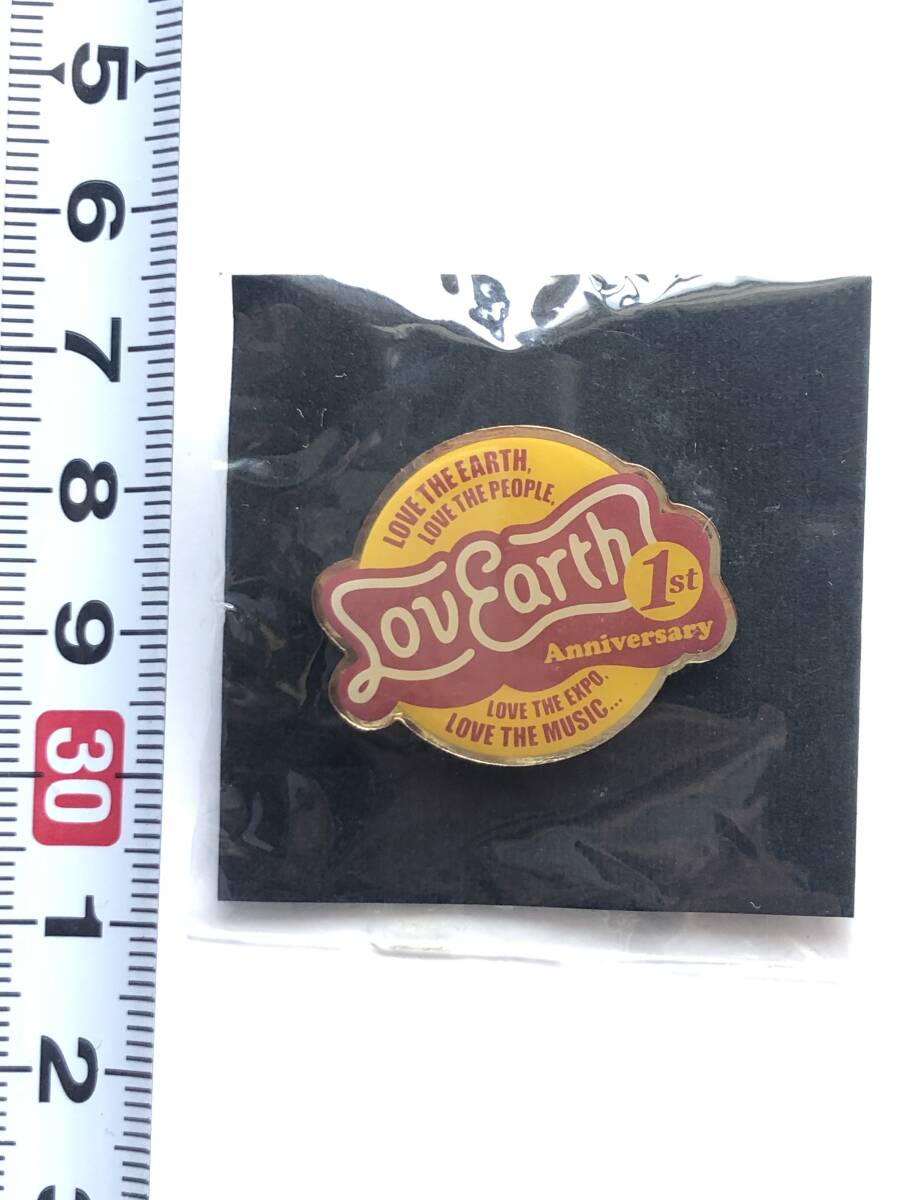 5
6
7
8
9
30
1
2
LOVE THE EARTH,
LOVE THE PEOPLE,
LovEarth
1st
Anniversary
LOVE THE EXPO,
LOVE THE MUSIC...